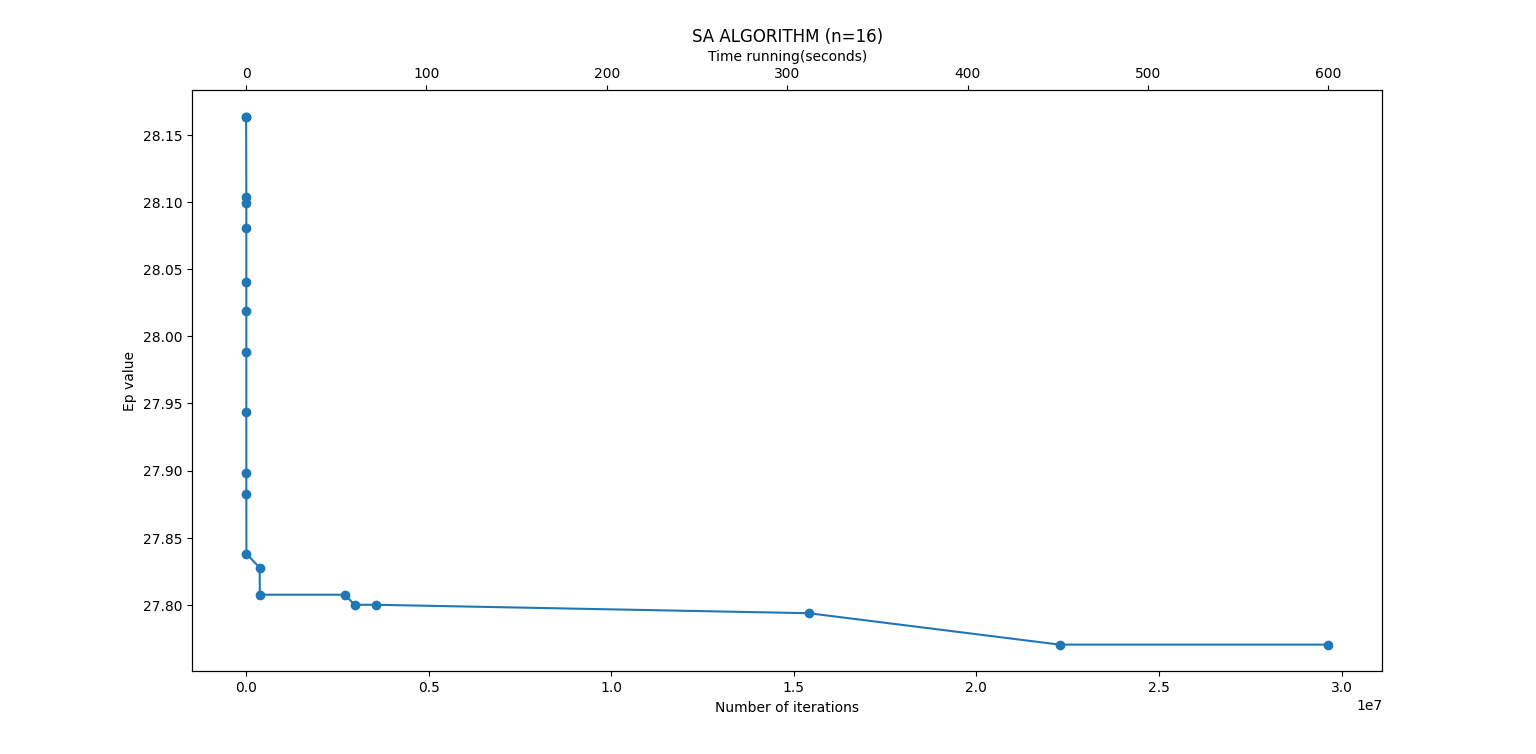 SA ALGORITHM (n=16)
Time running(seconds)
0 100 200 300 400 500 600
28.15
28.10
28.05
28.00
27.95
27.90
27.85
27.80
Ep value
0.0 0.5 1.0 1.5 2.0 2.5 3.0
1e7
Number of iterations